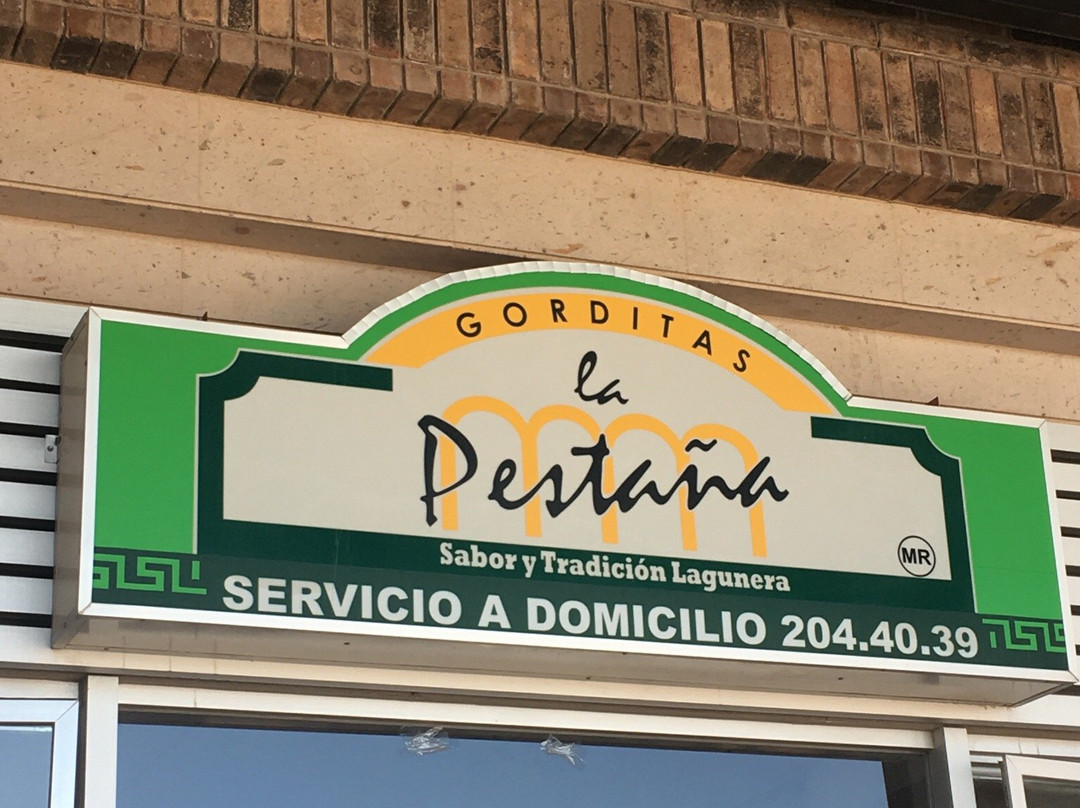 GORDITAS
la
Pestaña
Sabor y Tradición Lagunera
MR
SERVICIO A DOMICILIO 204.40.39